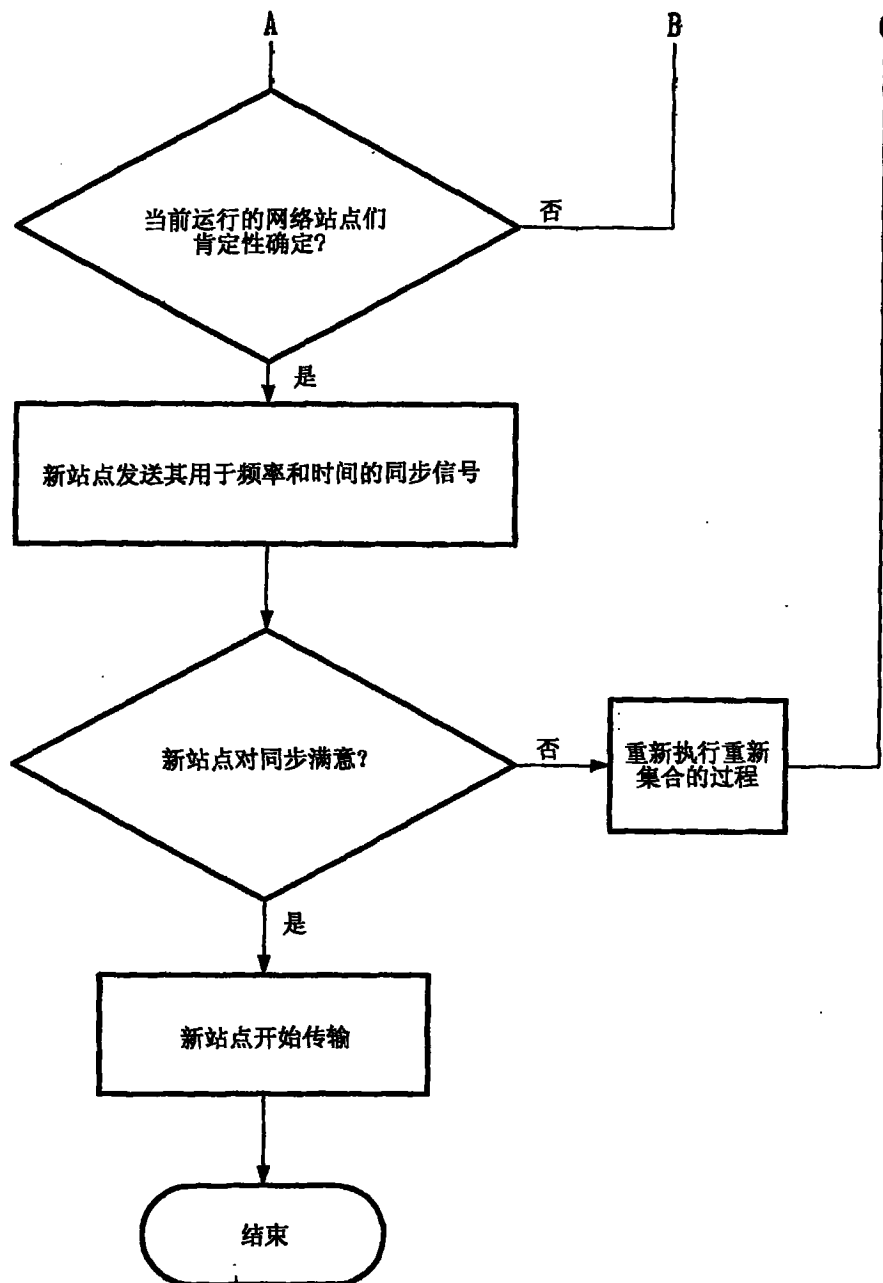 A
B
当前运行的网络站点们
肯定性确定?
否
是
新站点发送其用于频率和时间的同步信号
新站点对同步满意?
否
重新执行重新
集合的过程
是
新站点开始传输
结束